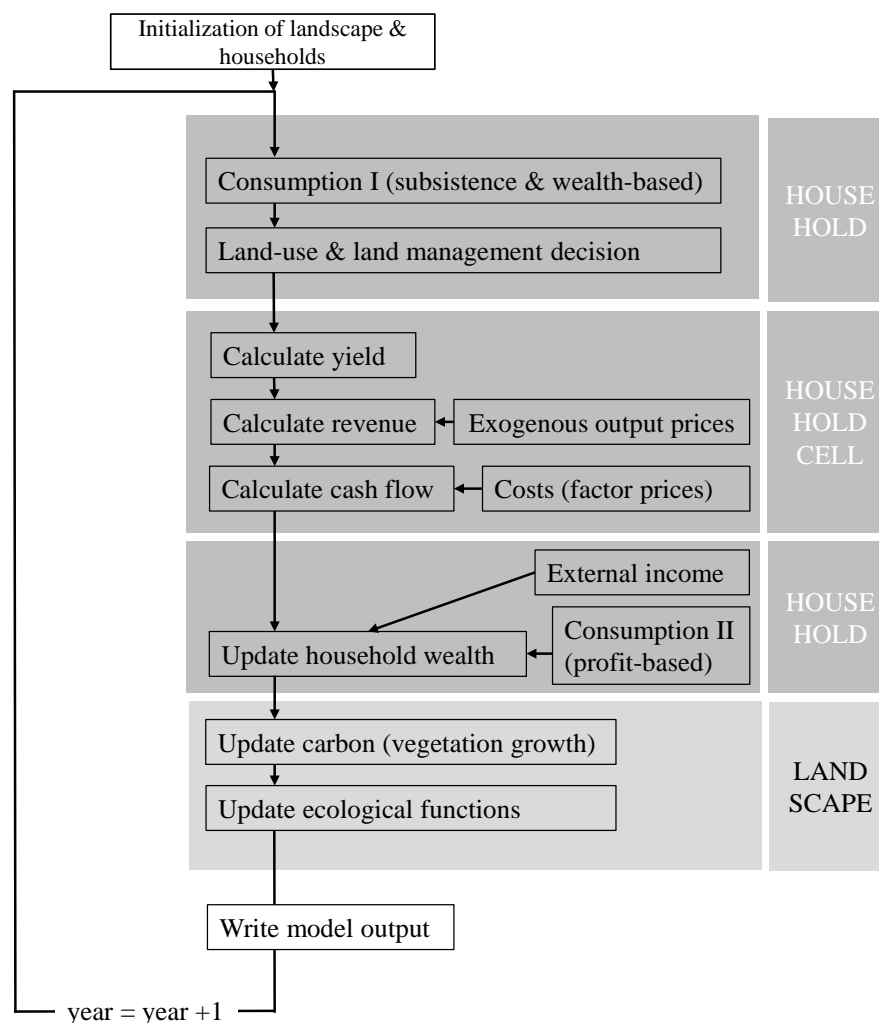 Initialization of landscape &
households
Consumption I (subsistence & wealth-based)
Land-use & land management decision
HOUSE
HOLD
Calculate yield
Calculate revenue
Exogenous output prices
Calculate cash flow
Costs (factor prices)
HOUSE
HOLD
CELL
External income
Consumption II
(profit-based)
Update household wealth
HOUSE
HOLD
Update carbon (vegetation growth)
Update ecological functions
LAND
SCAPE
Write model output
year = year +1